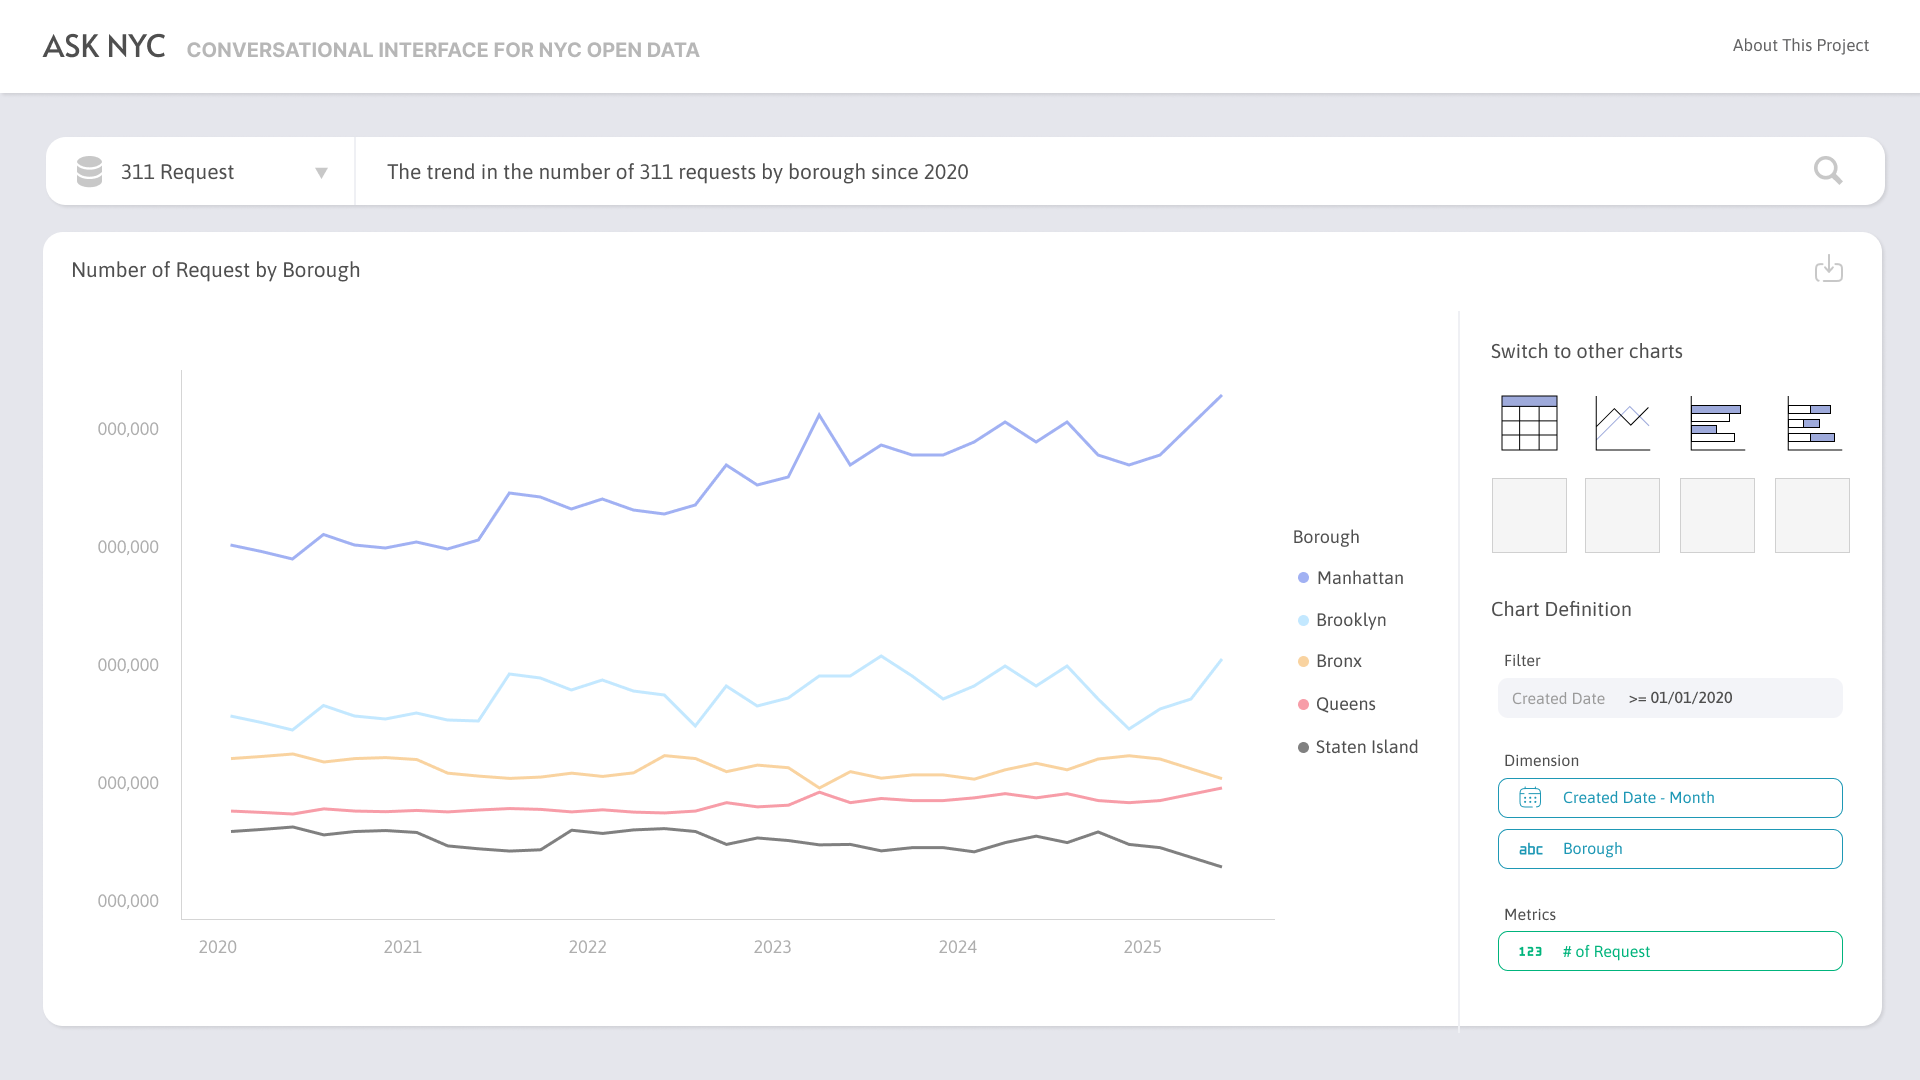 ASK NYC CONVERSATIONAL INTERFACE FOR NYC OPEN DATA
About This Project
311 Request
The trend in the number of 311 requests by borough since 2020
Number of Request by Borough
000,000
000,000
000,000
000,000
000,000
2020 2021 2022 2023 2024 2025
Borough
Manhattan
Brooklyn
Bronx
Queens
Staten Island
Switch to other charts
Chart Definition
Filter
Created Date >= 01/01/2020
Dimension
Created Date - Month
abc Borough
Metrics
123 # of Request